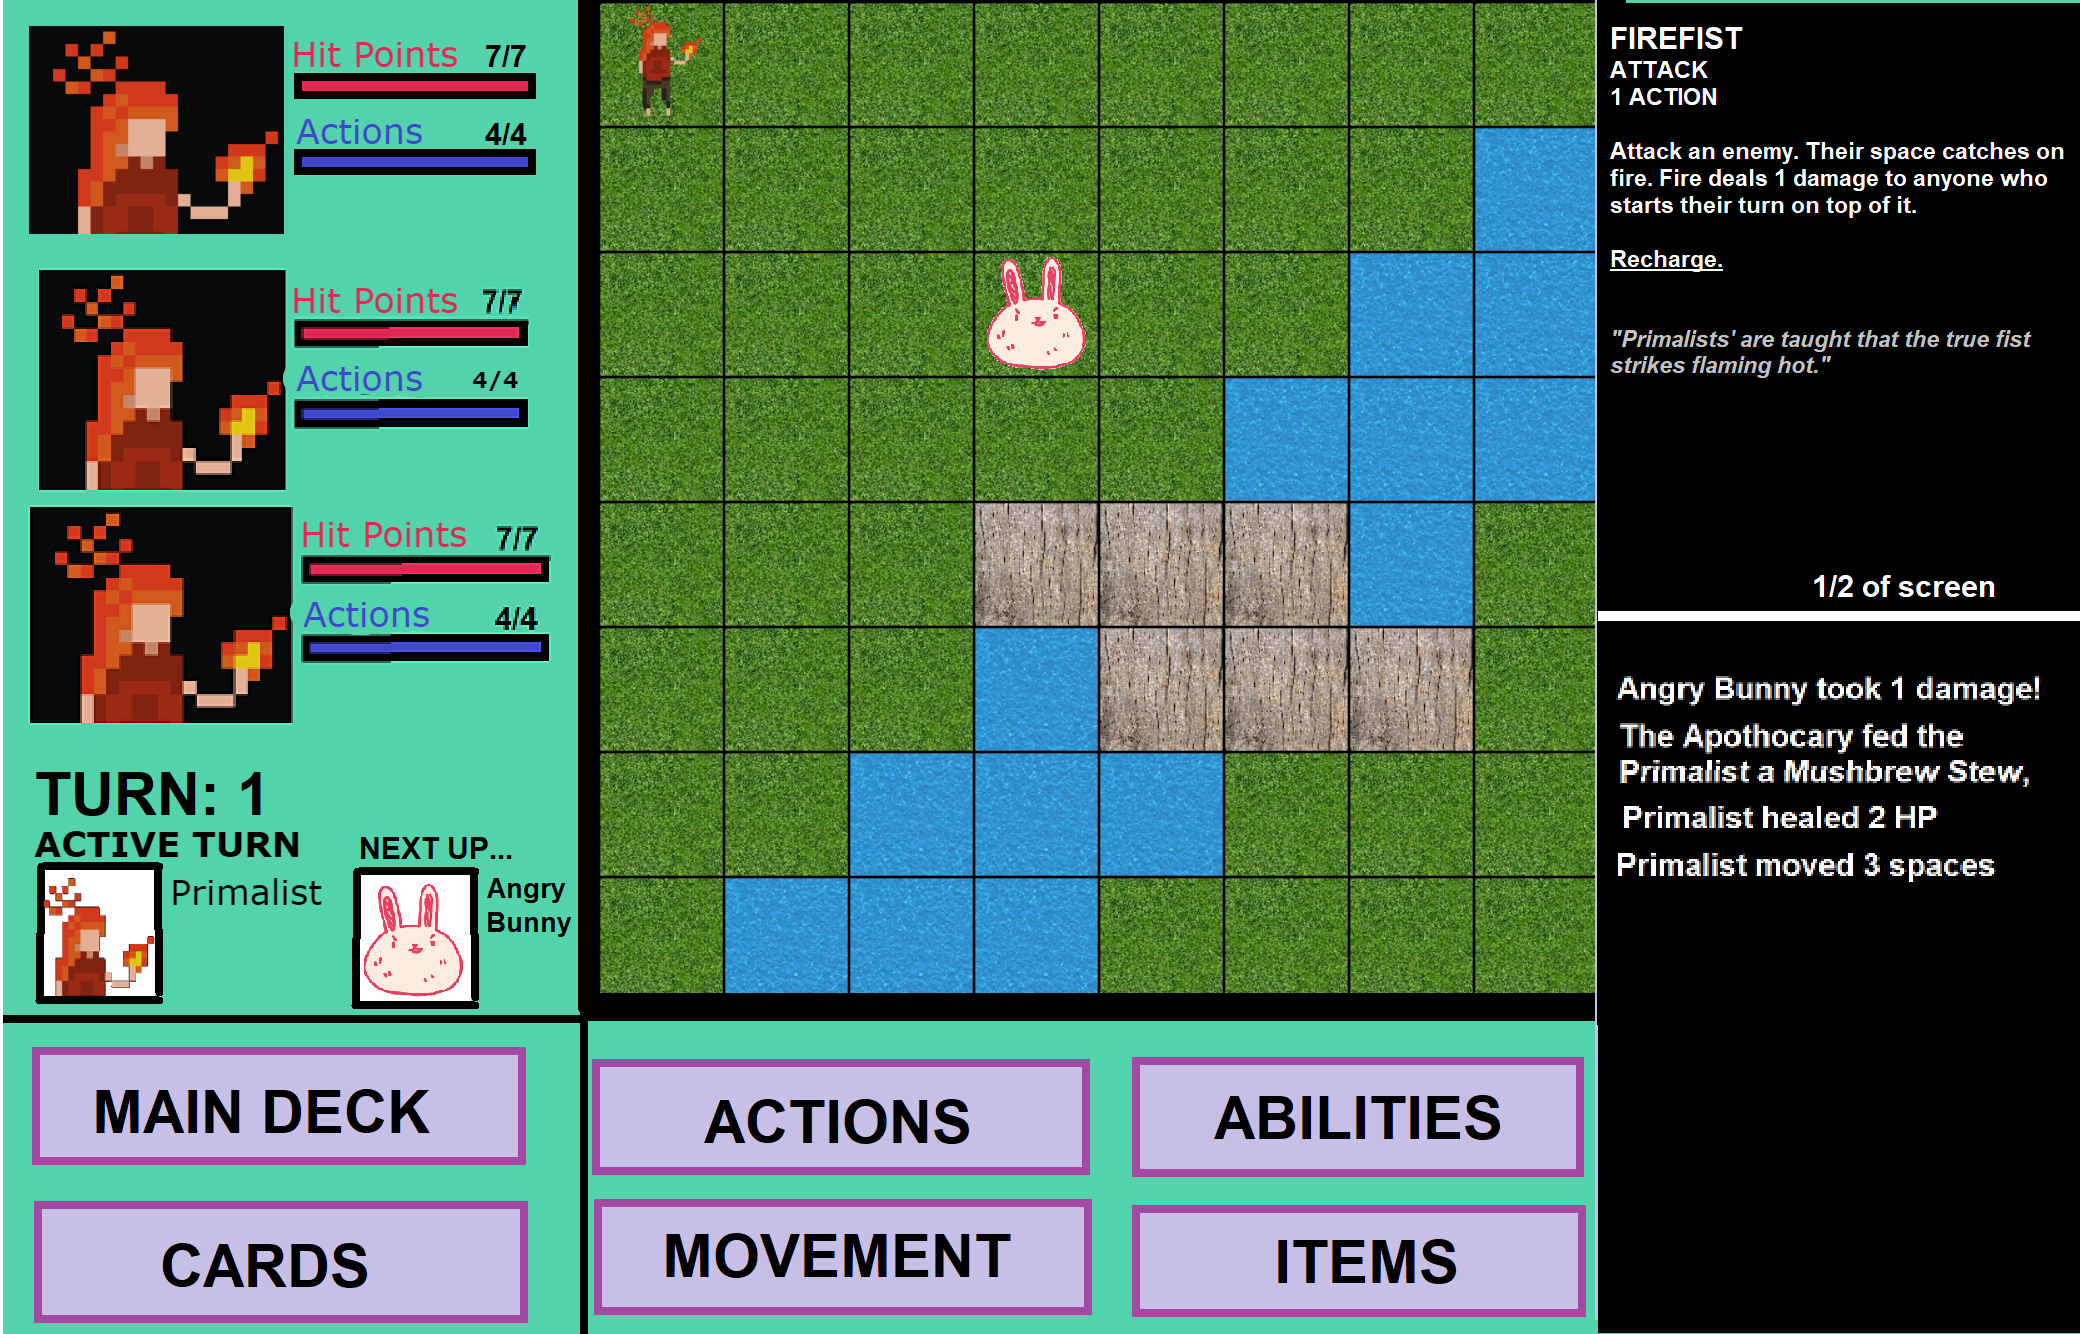 Hit Points 7/7
Actions 4/4
Hit Points 7/7
Actions 4/4
Hit Points 7/7
Actions 4/4
TURN: 1
ACTIVE TURN
Primalist
NEXT UP...
Angry
Bunny
MAIN DECK
CARDS
ACTIONS
ABILITIES
MOVEMENT
ITEMS
FIREFIST
ATTACK
1 ACTION
Attack an enemy. Their space catches on
fire. Fire deals 1 damage to anyone who
starts their turn on top of it.
Recharge.
"Primalists' are taught that the true fist
strikes flaming hot."
1/2 of screen
Angry Bunny took 1 damage!
The Apothocary fed the
Primalist a Mushbrew Stew,
Primalist healed 2 HP
Primalist moved 3 spaces